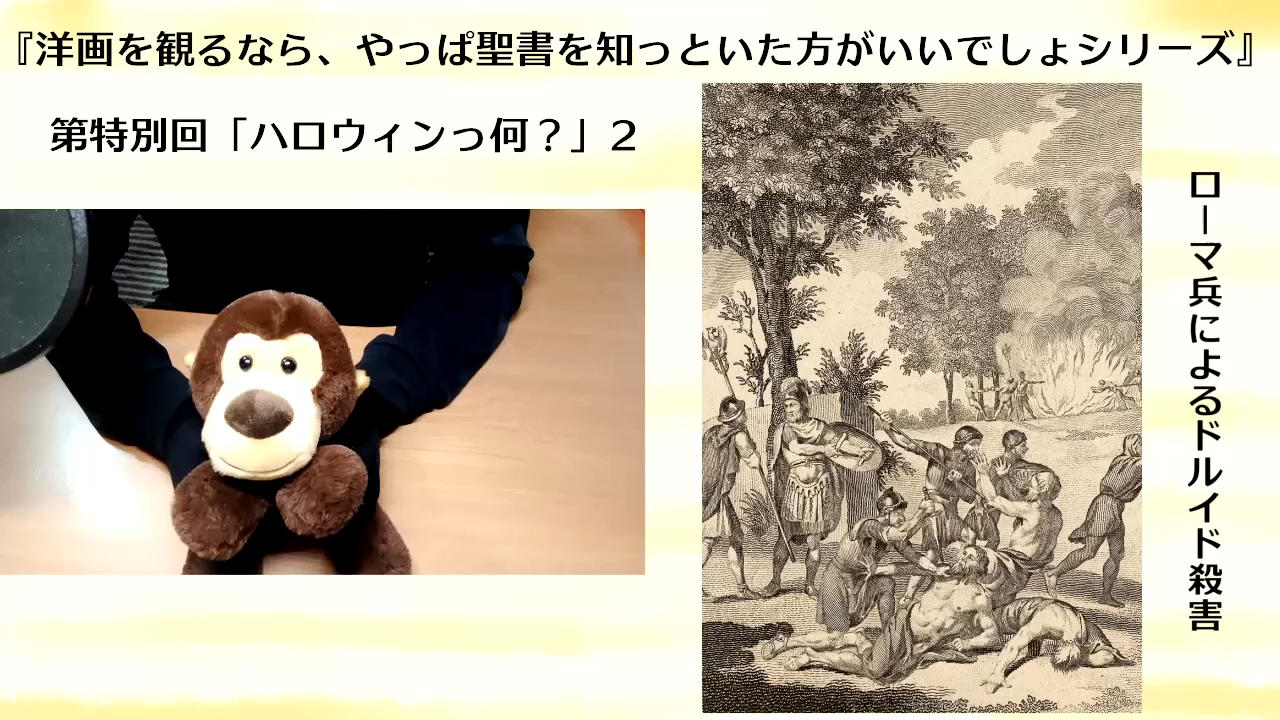 『洋画を観るなら、やっぱ聖書を知っといた方がいいでしょシリーズ』
第特別回「ハロウィンっ何？」２
ローマ兵によるドルイド殺害